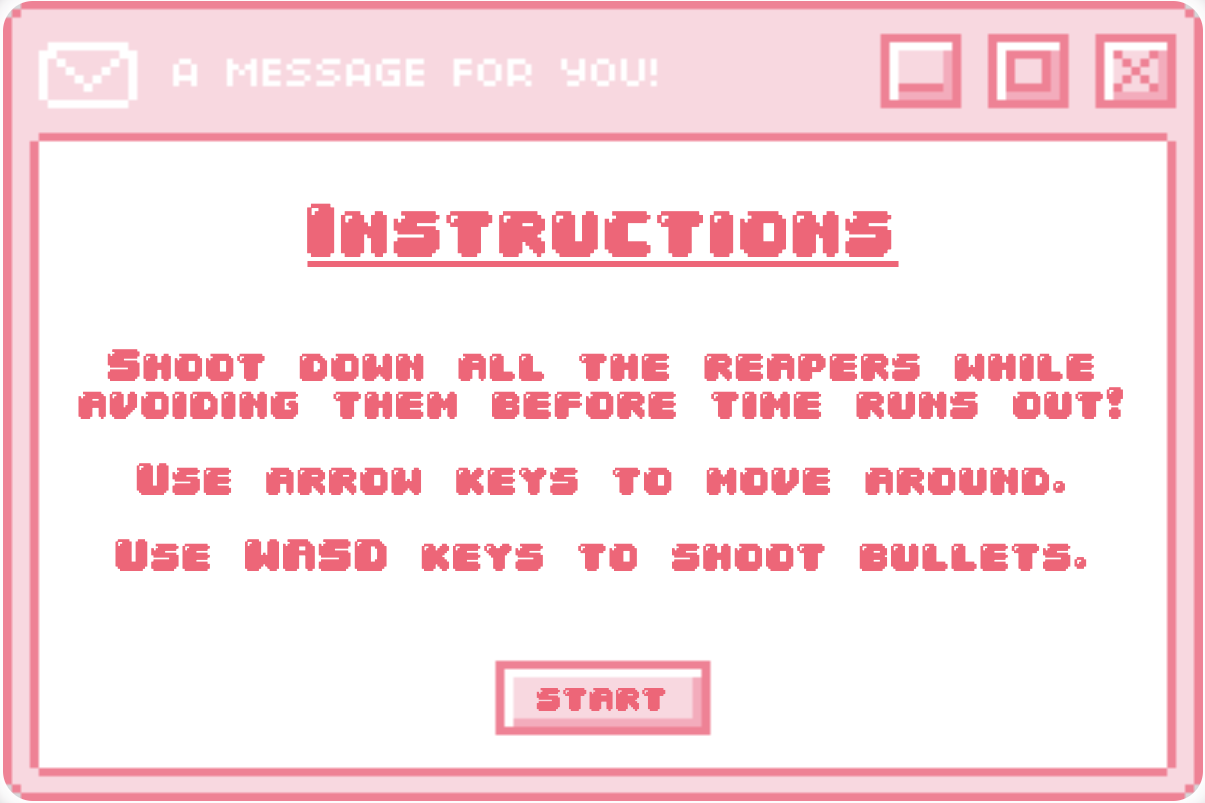 A MESSAGE FOR YOU!
Instructions
Shoot down all the reapers while
avoiding them before time runs out!
Use arrow keys to move around.
Use WASD keys to shoot bullets.
START